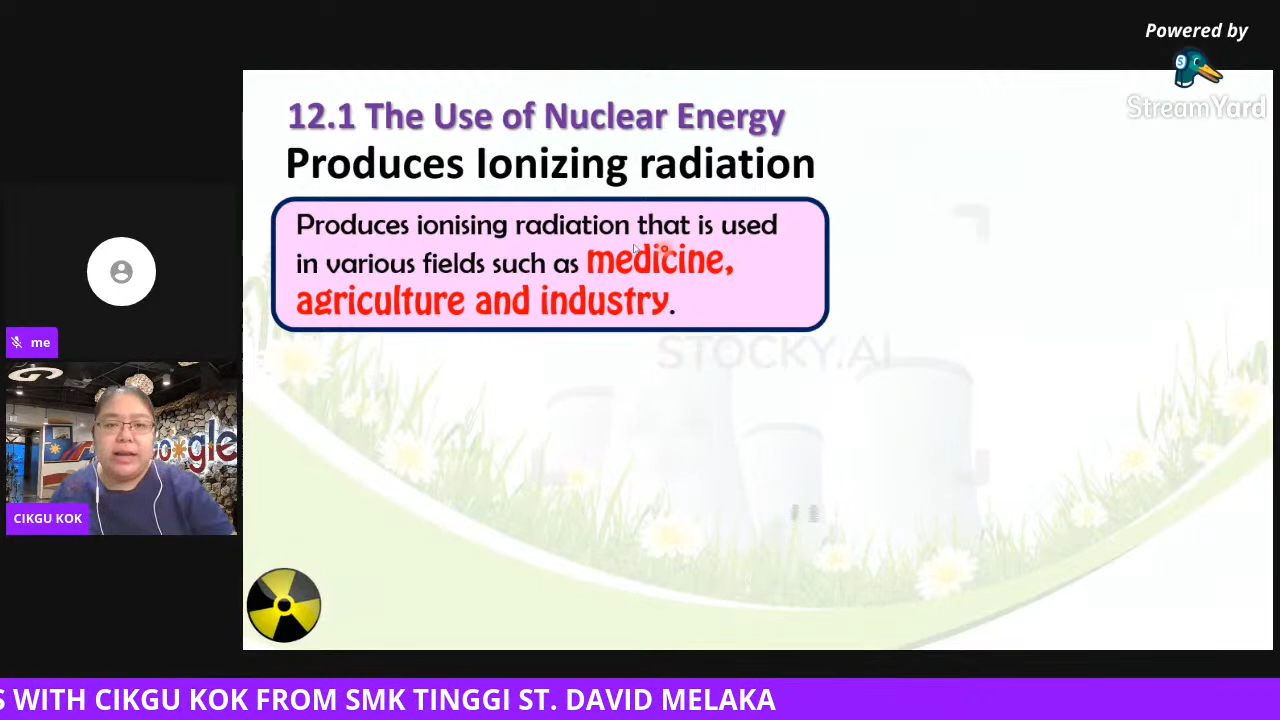 Powered by
StreamYard
12.1 The Use of Nuclear Energy
Produces Ionizing radiation
Produces ionising radiation that is used
in various fields such as medicine,
agriculture and industry.
STOCKY.AI
me
Google
CIKGU KOK
S WITH CIKGU KOK FROM SMK TINGGI ST. DAVID MELAKA